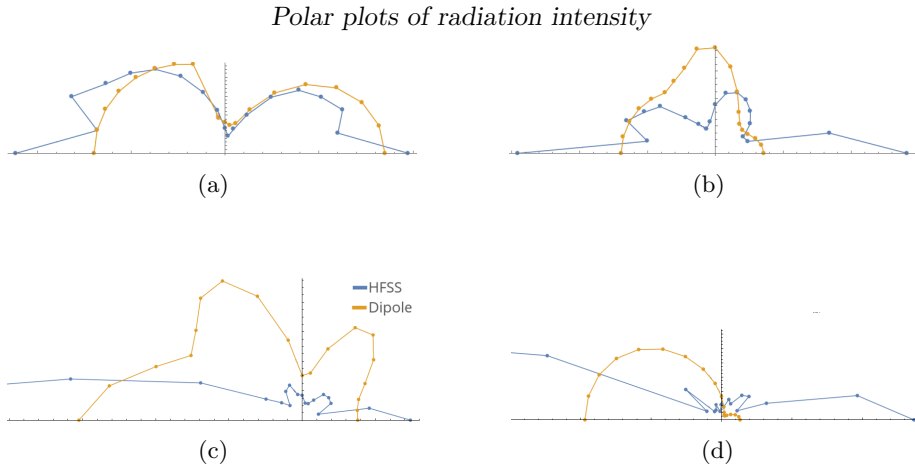 Polar plots of radiation intensity
(a)
(b)
HFSS
Dipole
(c)
(d)